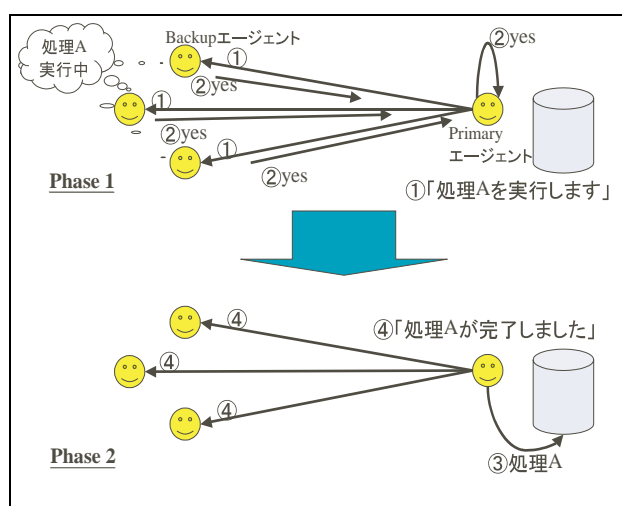 処理A
実行中
Backupエージェント
①
②yes
①
②yes
①
②yes
②yes
Primary
エージェント
Phase 1
①「処理Aを実行します」
④
④「処理Aが完了しました」
④
④
Phase 2
③処理A